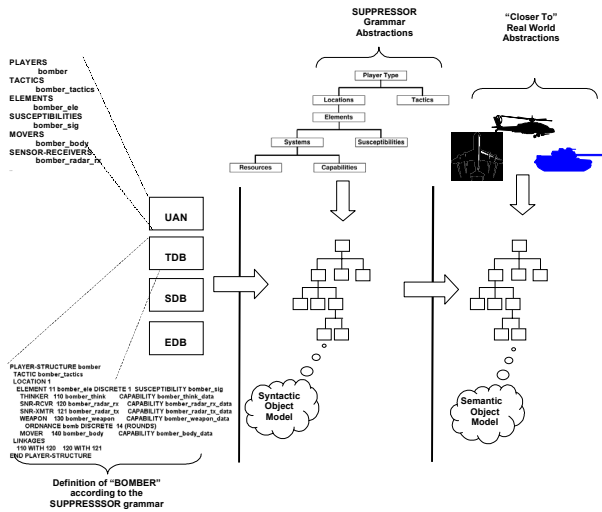 SUPPRESSOR
Grammar
Abstractions
“Closer To”
Real World
Abstractions
PLAYERS
bomber
TACTICS
bomber_tactics
ELEMENTS
bomber_ele
SUSCEPTIBILITIES
bomber_sig
MOVERS
bomber_body
SENSOR-RECEIVERS
bomber_radar_rx
..
Player Type
Locations
Tactics
Elements
Systems
Susceptibilities
Resources
Capabilities
UAN
TDB
SDB
EDB
PLAYER-STRUCTURE bomber
TACTIC bomber_tactics
LOCATION 1
ELEMENT 11 bomber_ele DISCRETE 1 SUSCEPTIBILITY bomber_sig
THINKER 110 bomber_think CAPABILITY bomber_think_data
SNR-RCVR 120 bomber_radar_rx CAPABILITY bomber_radar_rx_data
SNR-XMTR 121 bomber_radar_tx CAPABILITY bomber_radar_tx_data
WEAPON 130 bomber_weapon CAPABILITY bomber_weapon_data
ORDNANCE bomb DISCRETE 14 (ROUNDS)
MOVER 140 bomber_body CAPABILITY bomber_body_data
LINKAGES
110 WITH 120 120 WITH 121
END PLAYER-STRUCTURE
Syntactic
Object
Model
Semantic
Object
Model
Definition of “BOMBER”
according to the
SUPPRESSSOR grammar